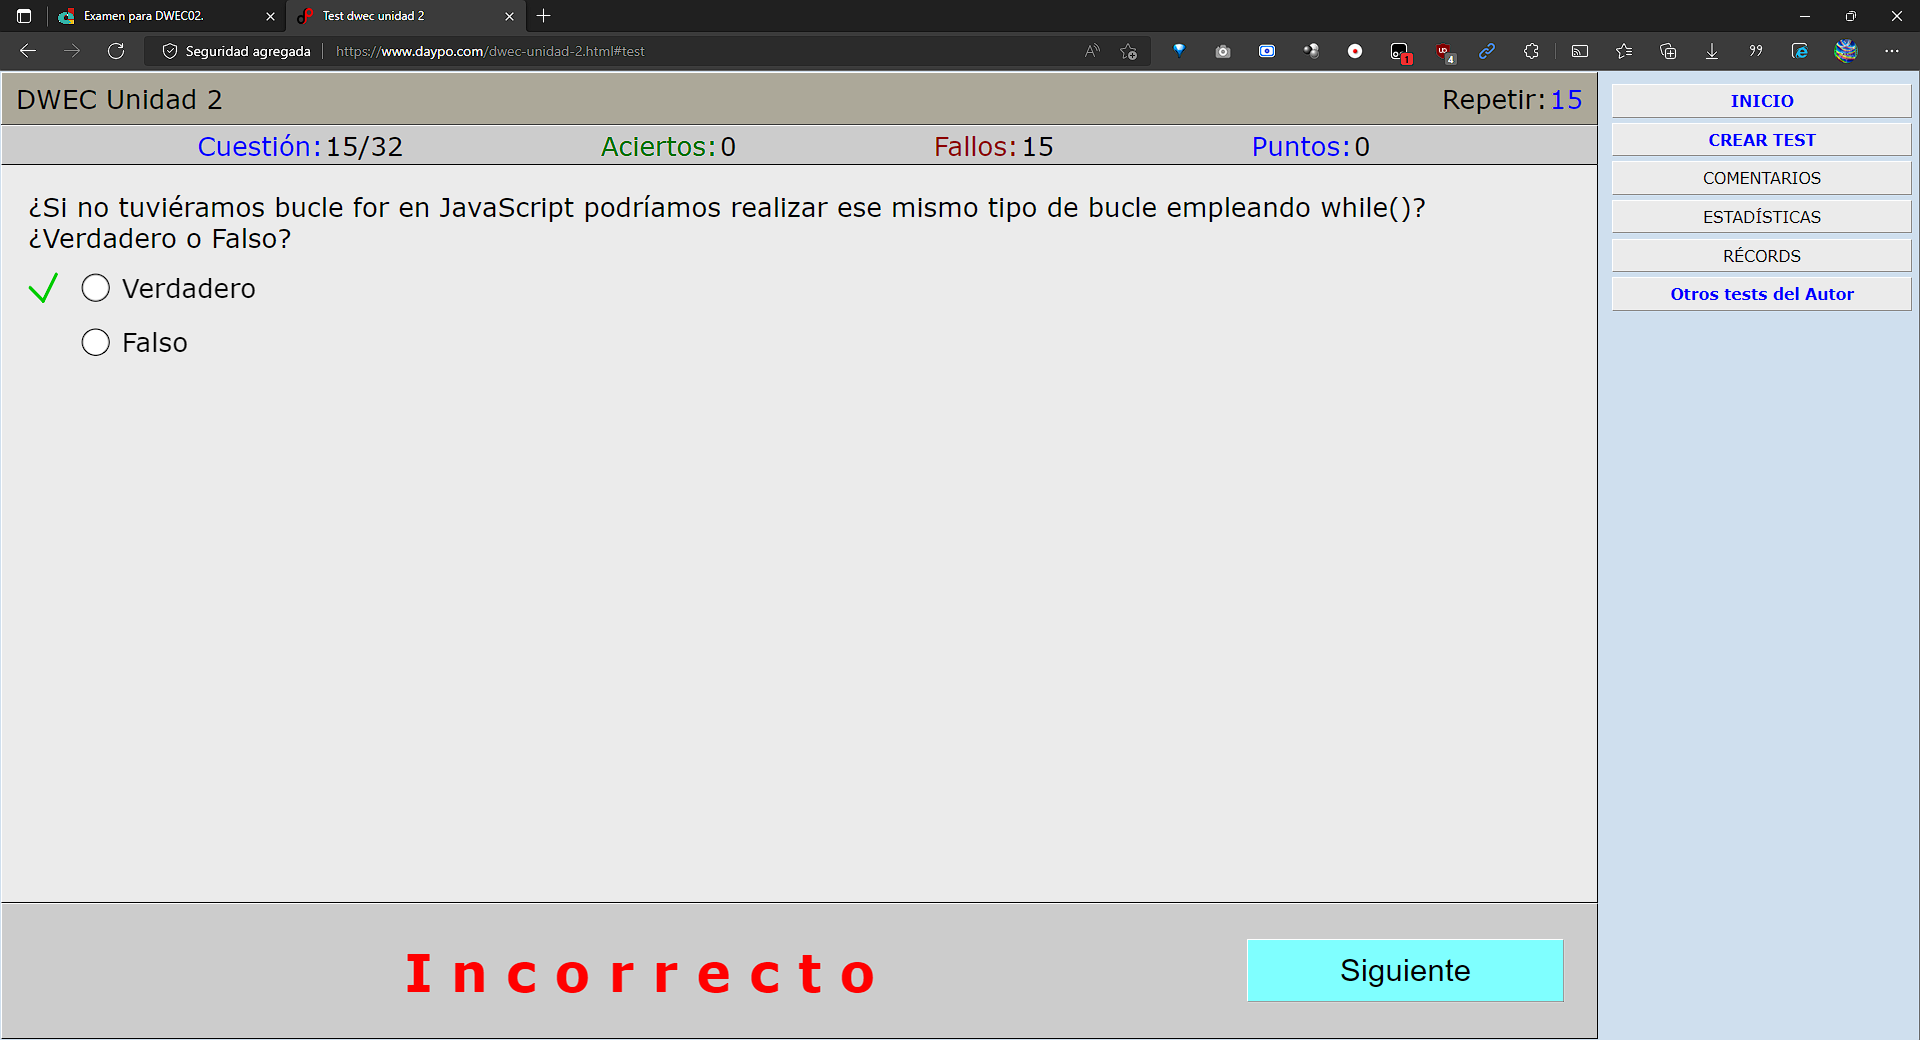 Examen para DWEC02.
Test dwec unidad 2
Seguridad agregada
https://www.daypo.com/dwec-unidad-2.html#test
1
UD
4
DWEC Unidad 2
Repetir: 15
Cuestión: 15/32
Aciertos: 0
Fallos: 15
Puntos: 0
¿Si no tuviéramos bucle for en JavaScript podríamos realizar ese mismo tipo de bucle empleando while()?
¿Verdadero o Falso?
Verdadero
Falso
Incorrecto
Siguiente
INICIO
CREAR TEST
COMENTARIOS
ESTADÍSTICAS
RÉCORDS
Otros tests del Autor